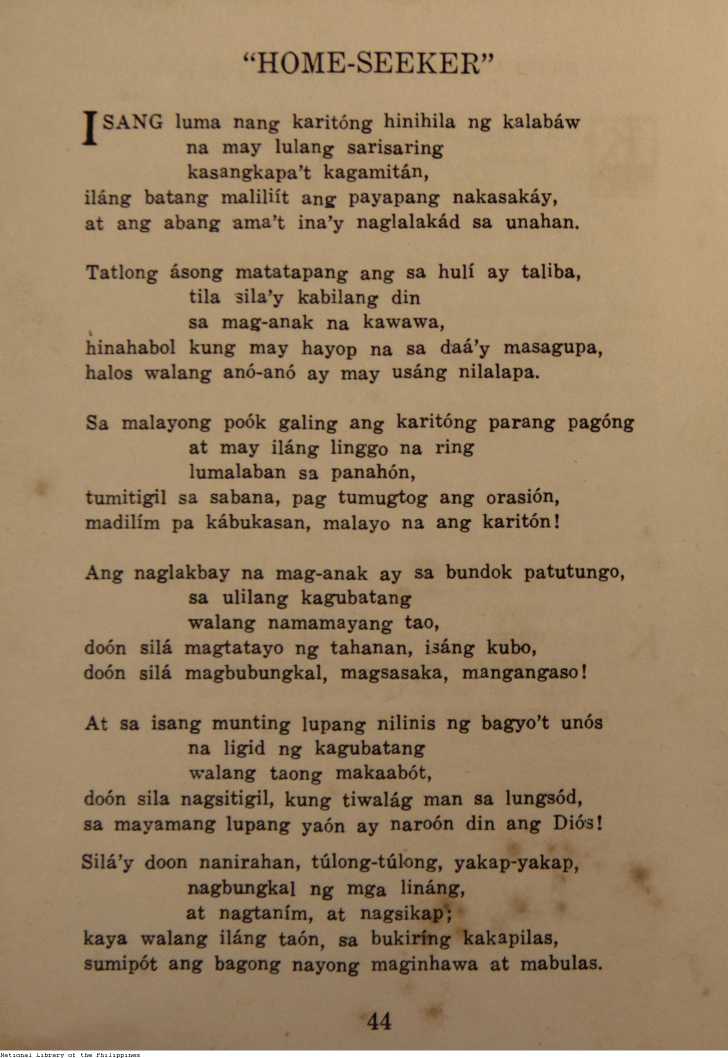 “HOME-SEEKER”
ISANG luma nang karitóng hinihila ng kalabáw
na may lulang sarisaring
kasangkapa’t kagamitán,
iláng batang maliliít ang payapang nakasakáy,
at ang abang ama’t ina’y naglalakád sa unahan.
Tatlong ásong matatapang ang sa hulí ay taliba,
tila sila’y kabilang din
sa mag-anak na kawawa,
hinahabol kung may hayop na sa daá’y masagupa,
halos walang anó-anó ay may usáng nilalapa.
Sa malayong poók galing ang karitóng parang pagóng
at may iláng linggo na ring
lumalaban sa panahón,
tumitigil sa sabana, pag tumugtog ang orasión,
madilím pa kábukasan, malayo na ang karitón!
Ang naglakbay na mag-anak ay sa bundok patutungo,
sa ulilang kagubatang
walang namamayang tao,
doón silá magtatayo ng tahanan, isáng kubo,
doón silá magbubungkal, magsasaka, mangangaso!
At sa isang munting lupang nilinis ng bagyo’t unós
na ligid ng kagubatang
walang taong makaabót,
doón sila nagsitigil, kung tiwalág man sa lungsód,
sa mayamang lupang yaón ay naroón din ang Diós!
Silá’y doon nanirahan, túlong-túlong, yakap-yakap,
nagbungkal ng mga lináng,
at nagtaním, at nagsikap;
kaya walang iláng taón, sa bukiríng kakapilas,
sumipót ang bagong nayong maginhawa at mabulas.
44
National Library of the Philippines